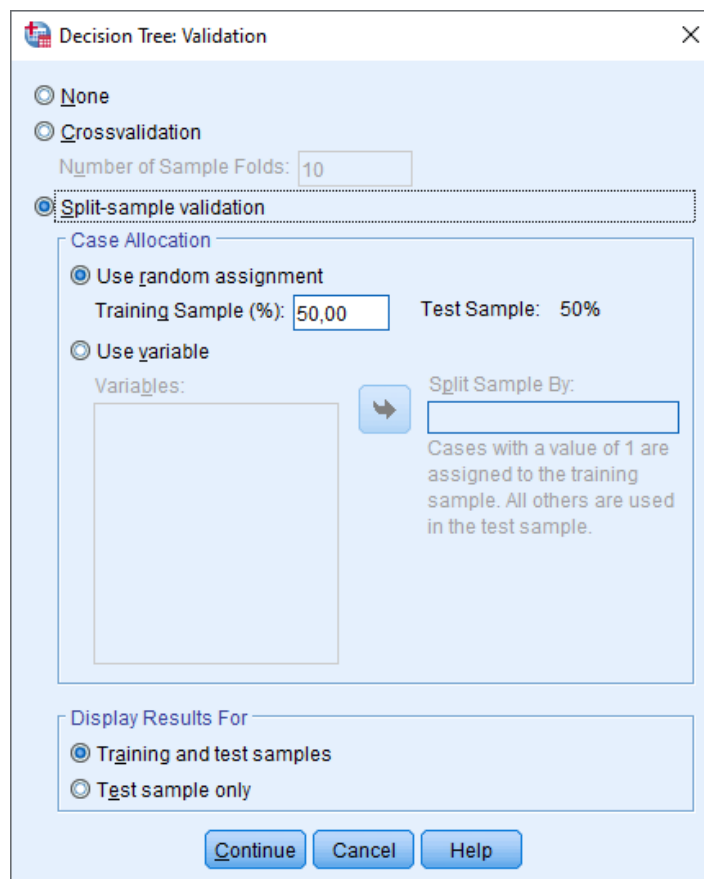 Decision Tree: Validation
None
Crossvalidation
Number of Sample Folds: 10
Split-sample validation
Case Allocation
Use random assignment
Training Sample (%): 50,00 Test Sample: 50%
Use variable
Variables:
Split Sample By:
Cases with a value of 1 are
assigned to the training
sample. All others are used
in the test sample.
Display Results For
Training and test samples
Test sample only
Continue Cancel Help